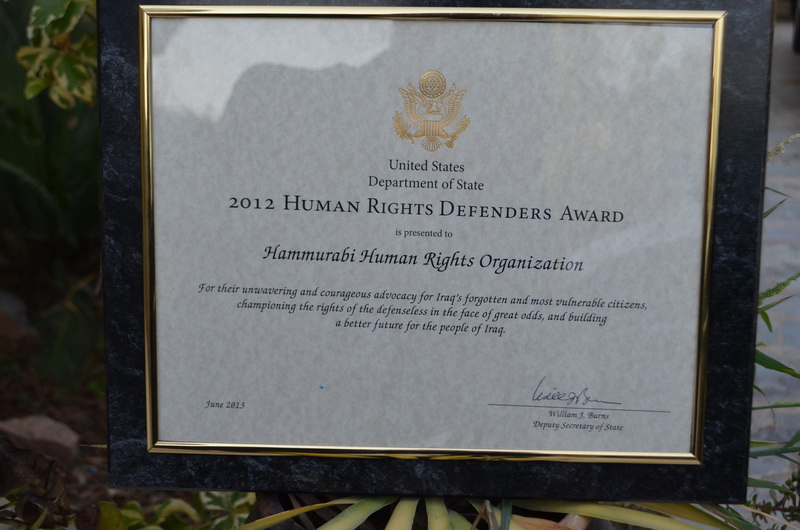 United States
Department of State
2012 Human Rights Defenders Award
is presented to
Hammurabi Human Rights Organization
For their unwavering and courageous advocacy for Iraq's forgotten and most vulnerable citizens,
championing the rights of the defenseless in the face of great odds, and building
a better future for the people of Iraq.
June 2013
William J. Burns
Deputy Secretary of State